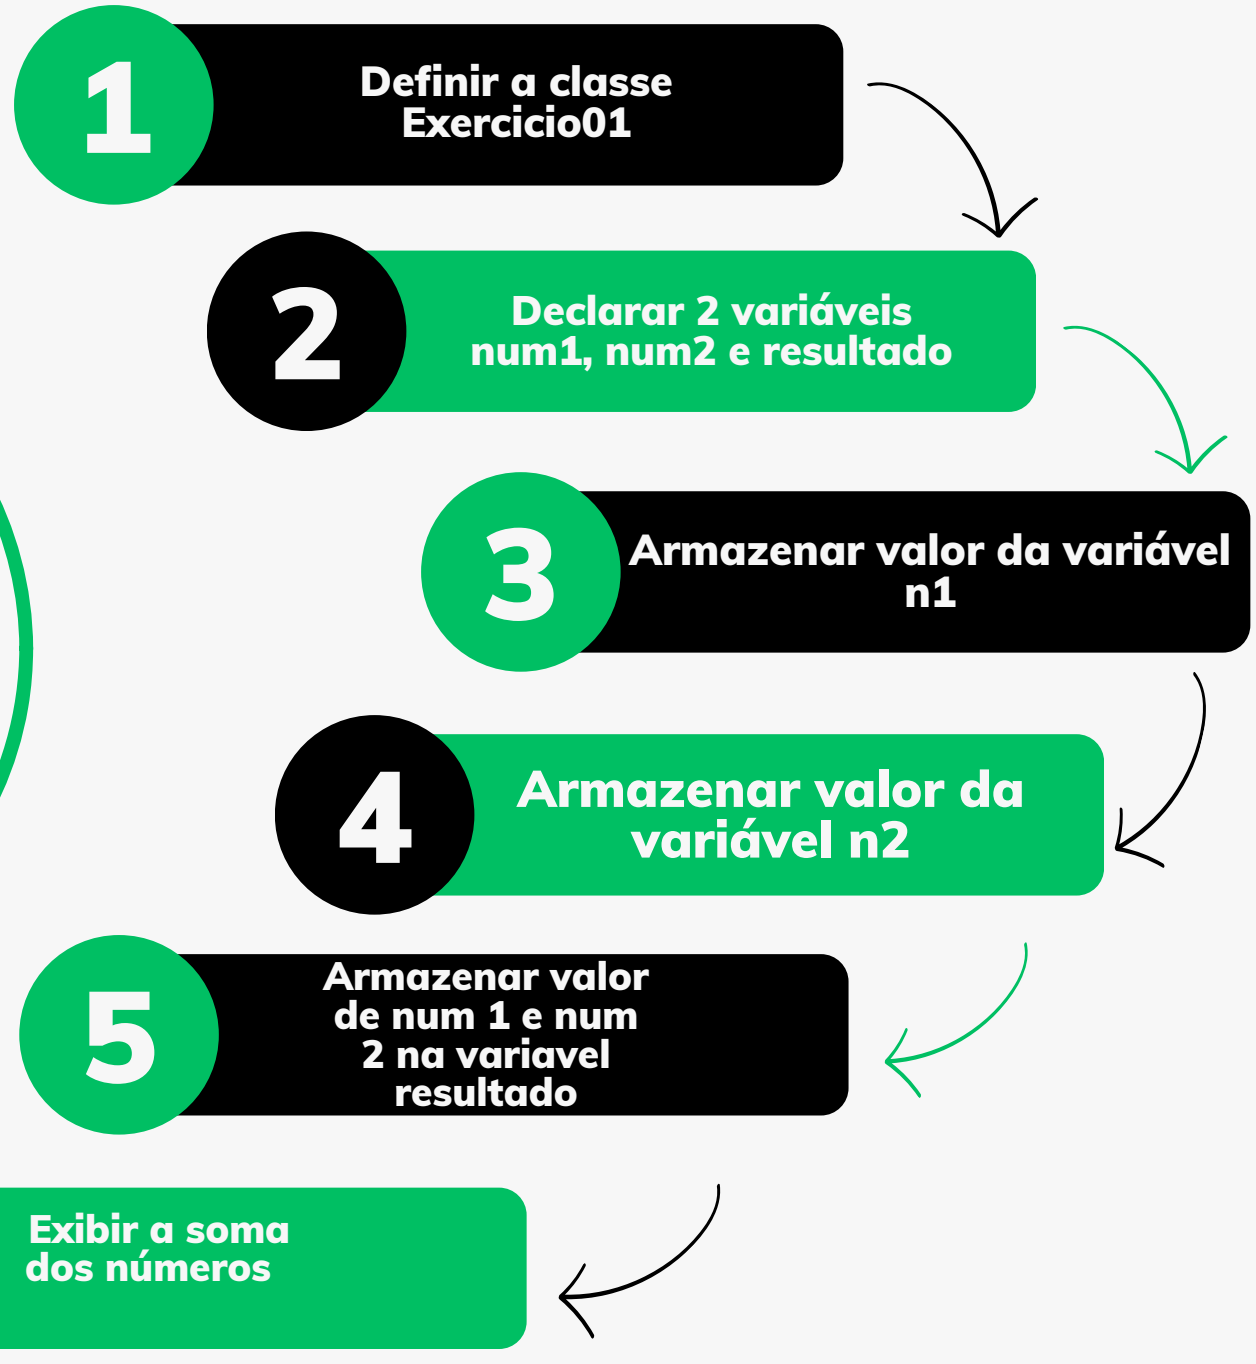 1
Definir a classe
Exercicio01
2
Declarar 2 variáveis
num1, num2 e resultado
3
Armazenar valor da variável
n1
4
Armazenar valor da
variável n2
5
Armazenar valor
de num 1 e num
2 na variavel
resultado
Exibir a soma
dos números